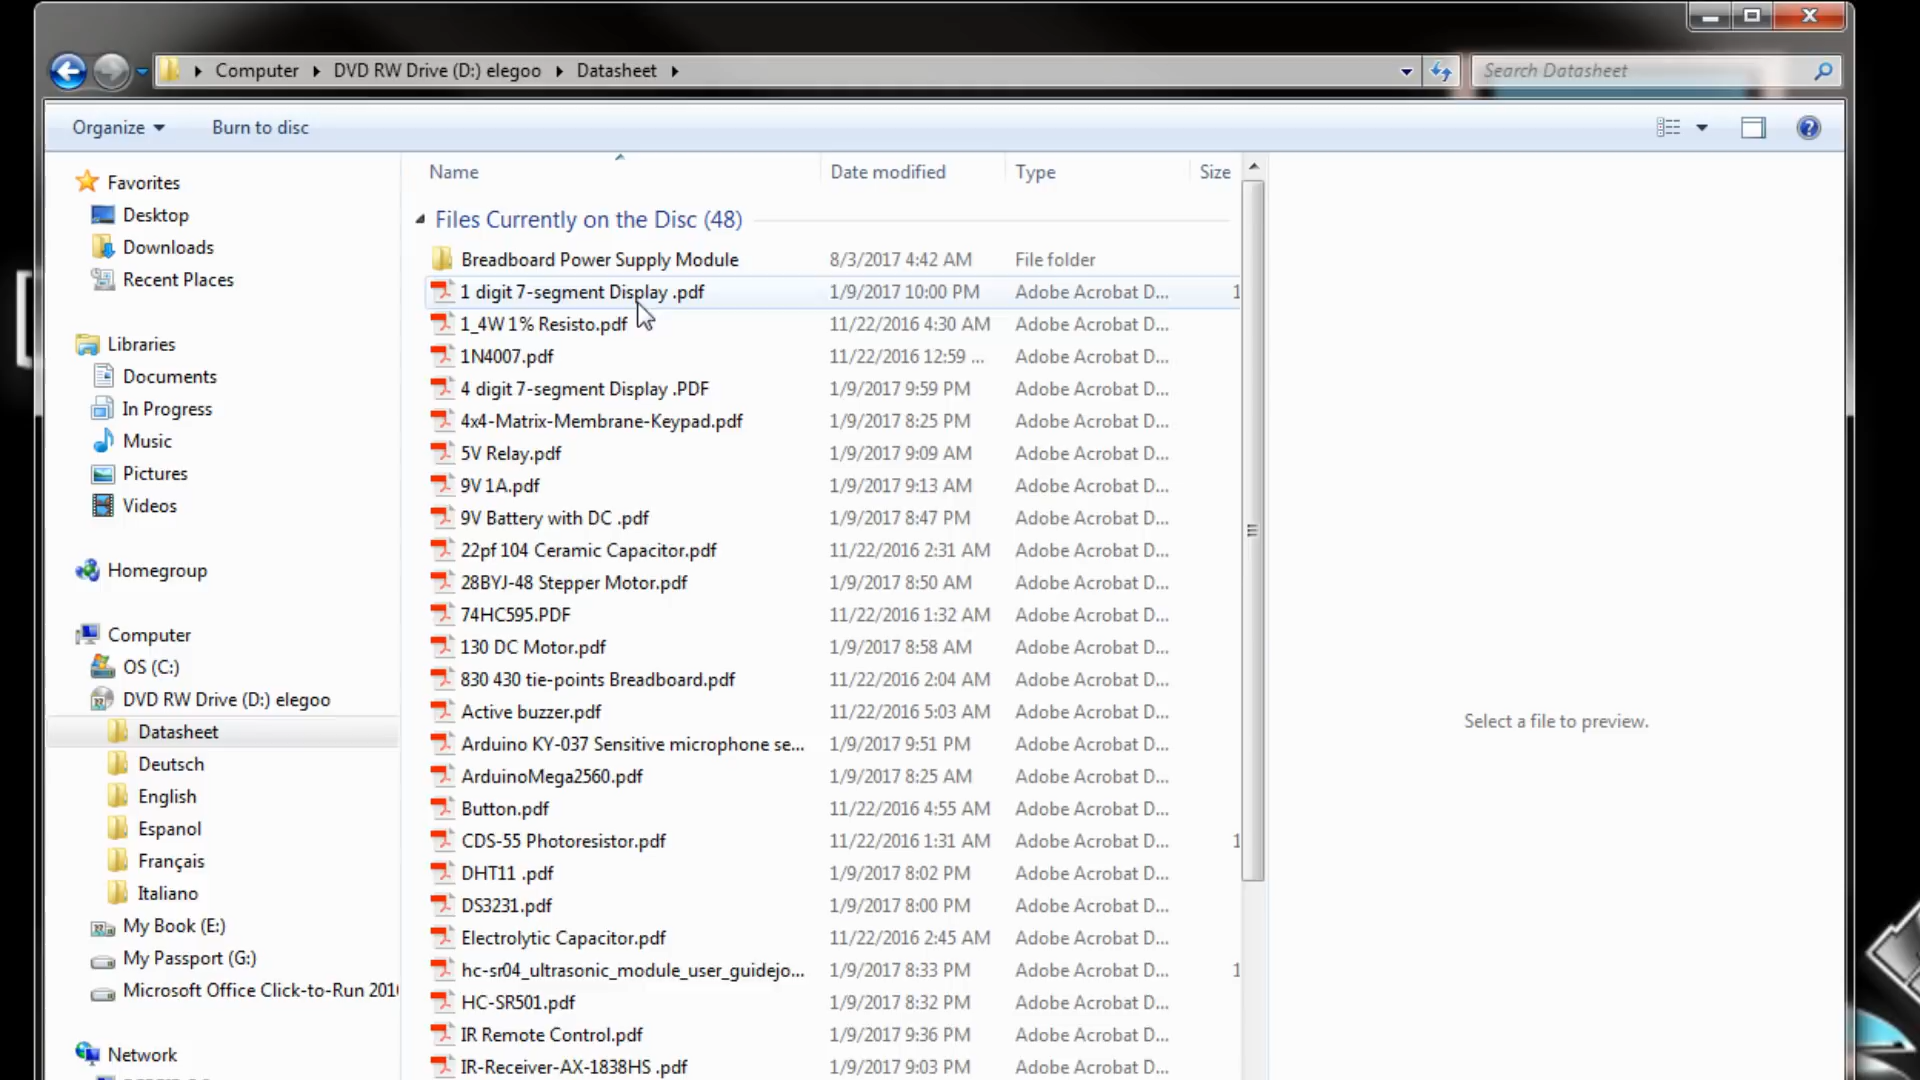 Computer DVD RW Drive (D:) elegoo Datasheet
Search Datasheet
Organize Burn to disc
Name Date modified Type Size
Files Currently on the Disc (48)
Breadboard Power Supply Module 8/3/2017 4:42 AM File folder
1 digit 7-segment Display .pdf 1/9/2017 10:00 PM Adobe Acrobat D... 1
1_4W 1% Resisto.pdf 11/22/2016 4:30 AM Adobe Acrobat D...
1N4007.pdf 11/22/2016 12:59 ... Adobe Acrobat D...
4 digit 7-segment Display .PDF 1/9/2017 9:59 PM Adobe Acrobat D...
4x4-Matrix-Membrane-Keypad.pdf 1/9/2017 8:25 PM Adobe Acrobat D...
5V Relay.pdf 1/9/2017 9:09 AM Adobe Acrobat D...
9V 1A.pdf 1/9/2017 9:13 AM Adobe Acrobat D...
9V Battery with DC .pdf 1/9/2017 8:47 PM Adobe Acrobat D...
22pf 104 Ceramic Capacitor.pdf 11/22/2016 2:31 AM Adobe Acrobat D...
28BYJ-48 Stepper Motor.pdf 1/9/2017 8:50 AM Adobe Acrobat D...
74HC595.PDF 11/22/2016 1:32 AM Adobe Acrobat D...
130 DC Motor.pdf 1/9/2017 8:58 AM Adobe Acrobat D...
830 430 tie-points Breadboard.pdf 11/22/2016 2:04 AM Adobe Acrobat D...
Active buzzer.pdf 11/22/2016 5:03 AM Adobe Acrobat D...
Arduino KY-037 Sensitive microphone se... 1/9/2017 9:51 PM Adobe Acrobat D...
ArduinoMega2560.pdf 1/9/2017 8:25 AM Adobe Acrobat D...
Button.pdf 11/22/2016 4:55 AM Adobe Acrobat D...
CDS-55 Photoresistor.pdf 11/22/2016 1:31 AM Adobe Acrobat D... 1
DHT11 .pdf 1/9/2017 8:02 PM Adobe Acrobat D...
DS3231.pdf 1/9/2017 8:00 PM Adobe Acrobat D...
Electrolytic Capacitor.pdf 11/22/2016 2:45 AM Adobe Acrobat D...
hc-sr04_ultrasonic_module_user_guidejo... 1/9/2017 8:33 PM Adobe Acrobat D... 1
HC-SR501.pdf 1/9/2017 8:32 PM Adobe Acrobat D...
IR Remote Control.pdf 1/9/2017 9:36 PM Adobe Acrobat D...
IR-Receiver-AX-1838HS .pdf 1/9/2017 9:03 PM Adobe Acrobat D...
Favorites
Desktop
Downloads
Recent Places
Libraries
Documents
In Progress
Music
Pictures
Videos
Homegroup
Computer
OS (C:)
DVD RW Drive (D:) elegoo
Datasheet
Deutsch
English
Espanol
Français
Italiano
My Book (E:)
My Passport (G:)
Microsoft Office Click-to-Run 201
Network
Select a file to preview.